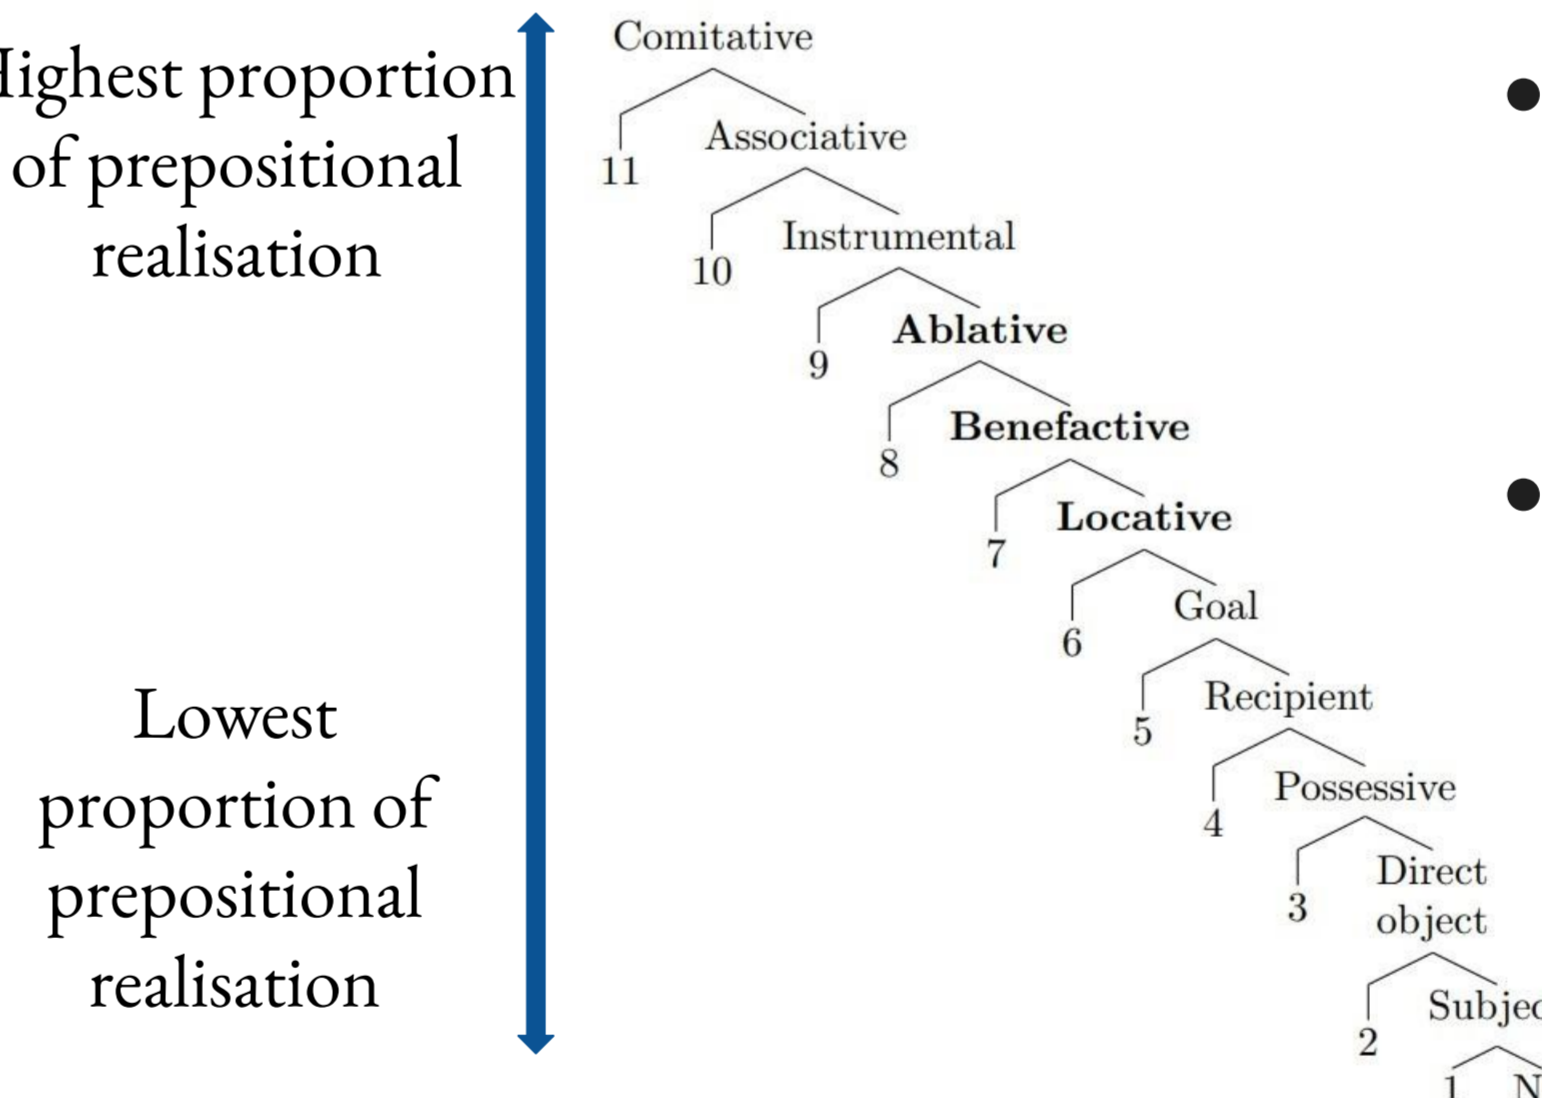 Highest proportion
of prepositional
realisation
Lowest
proportion of
prepositional
realisation
Comitative
11
Associative
10
Instrumental
9
Ablative
8
Benefactive
7
Locative
6
Goal
5
Recipient
4
Possessive
3
Direct
object
2
Subjec
1
N